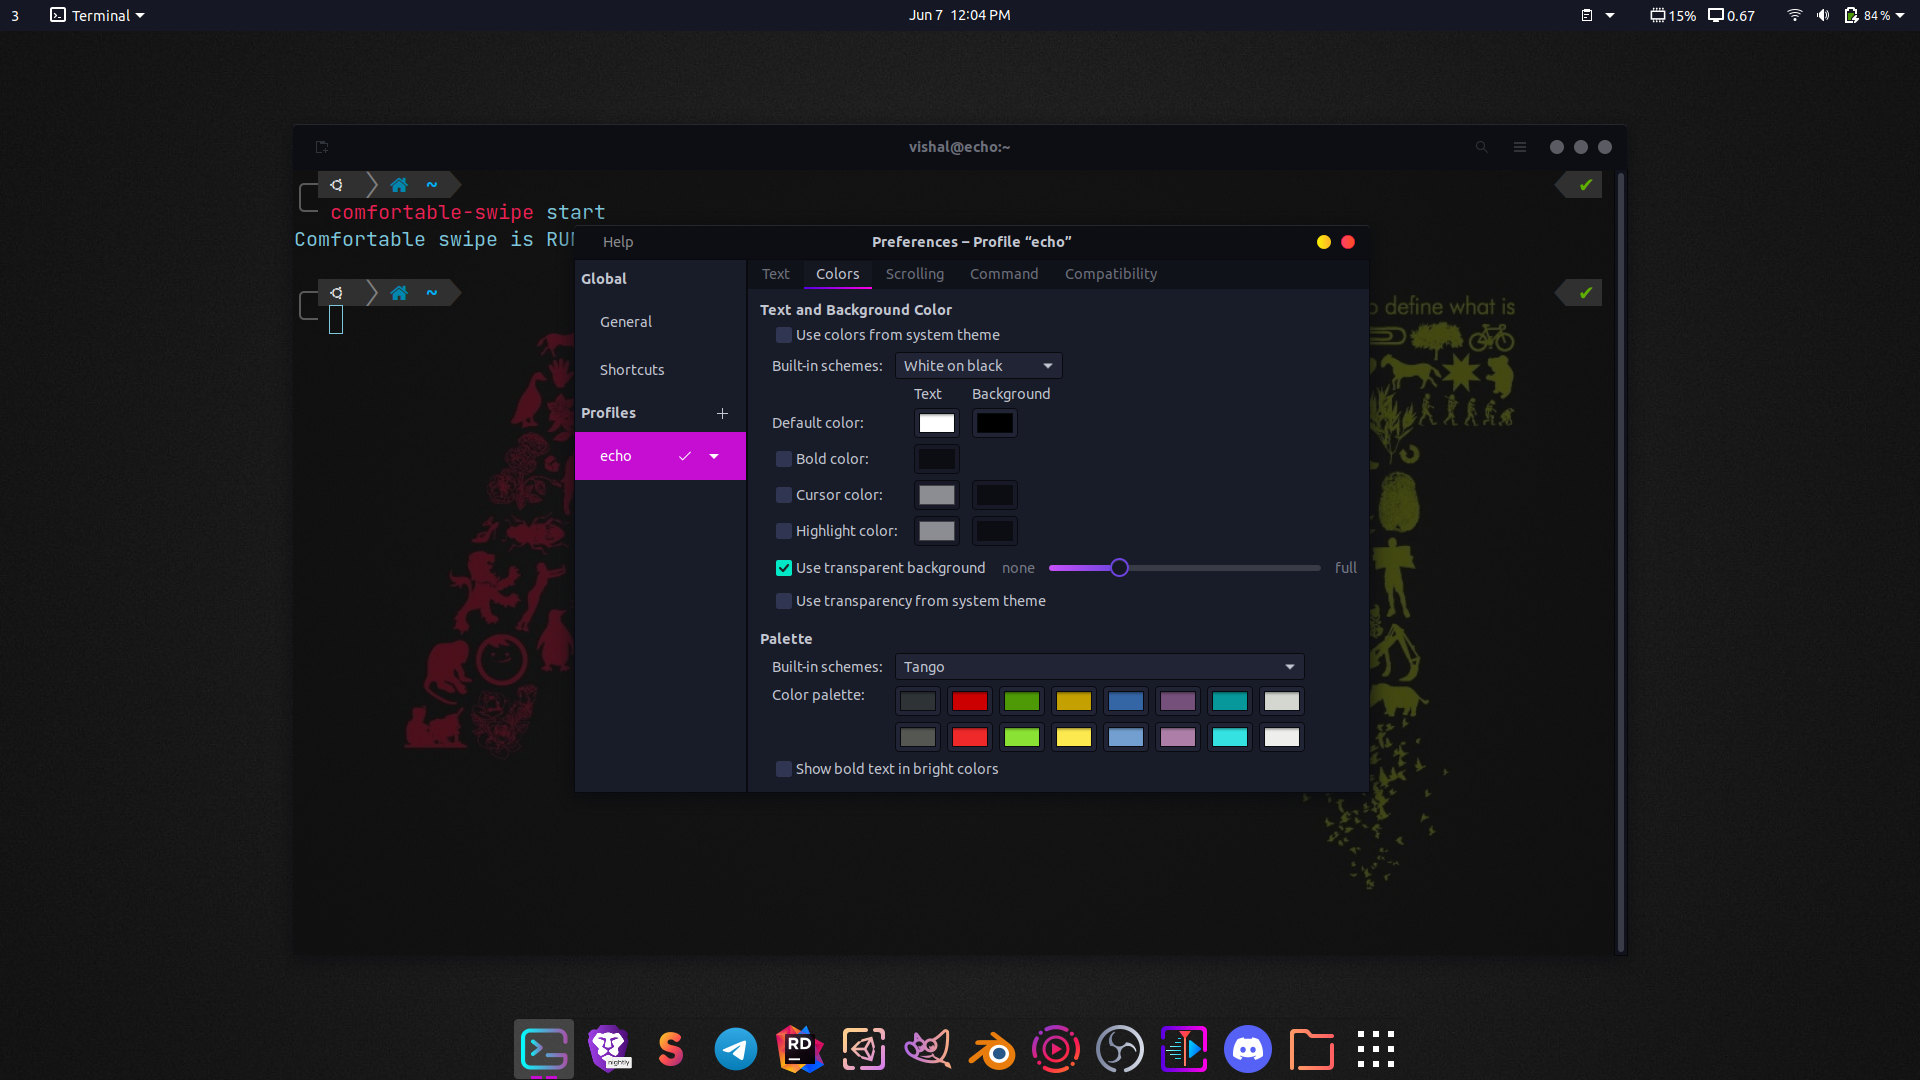 3 Terminal Jun 7 12:04 PM 15% 0.67 84 %
vishal@echo:~
~
comfortable-swipe start
Comfortable swipe is RUN
~
Help Preferences – Profile “echo”
Global
General
Shortcuts
Profiles
echo
Text Colors Scrolling Command Compatibility
Text and Background Color
Use colors from system theme
Built-in schemes: White on black
Text Background
Default color:
Bold color:
Cursor color:
Highlight color:
Use transparent background none full
Use transparency from system theme
Palette
Built-in schemes: Tango
Color palette:
Show bold text in bright colors
o define what is
nightly
RD